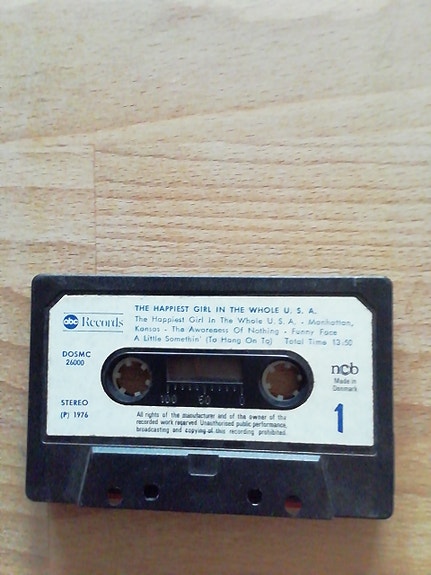 THE HAPPIEST GIRL IN THE WHOLE U. S. A.
abc Records
The Happiest Girl In The Whole U. S. A. - Manhattan,
Kansas - The Awareness Of Nothing - Funny Face
A Little Somethin' (To Hang On To) Total Time 13:50
DOSMC
26000
ncb
Made in
Denmark
100 50 0
STEREO
(P) 1976
1
All rights of the manufacturer and of the owner of the
recorded work reserved. Unauthorised public performance,
broadcasting and copying of this recording prohibited.